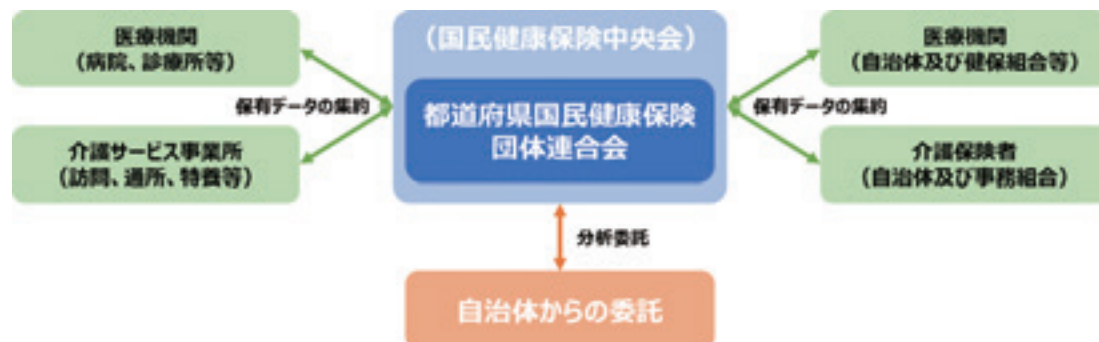 医療機関
(病院、診療所等)
保有データの集約
介護サービス事業所
(訪問、通所、特養等)
(国民健康保険中央会)
都道府県国民健康保険
団体連合会
医療機関
(自治体及び健保組合等)
保有データの集約
介護保険者
(自治体及び事務組合)
分析委託
自治体からの委託